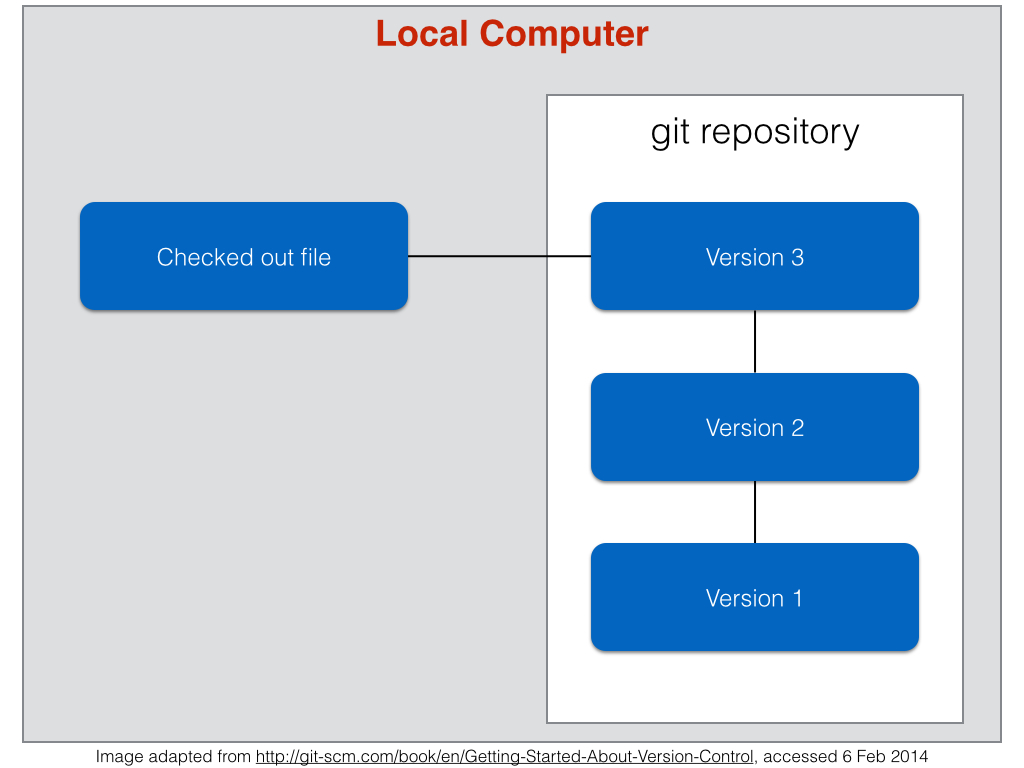 Local Computer
git repository
Checked out file
Version 3
Version 2
Version 1
Image adapted from http://git-scm.com/book/en/Getting-Started-About-Version-Control, accessed 6 Feb 2014